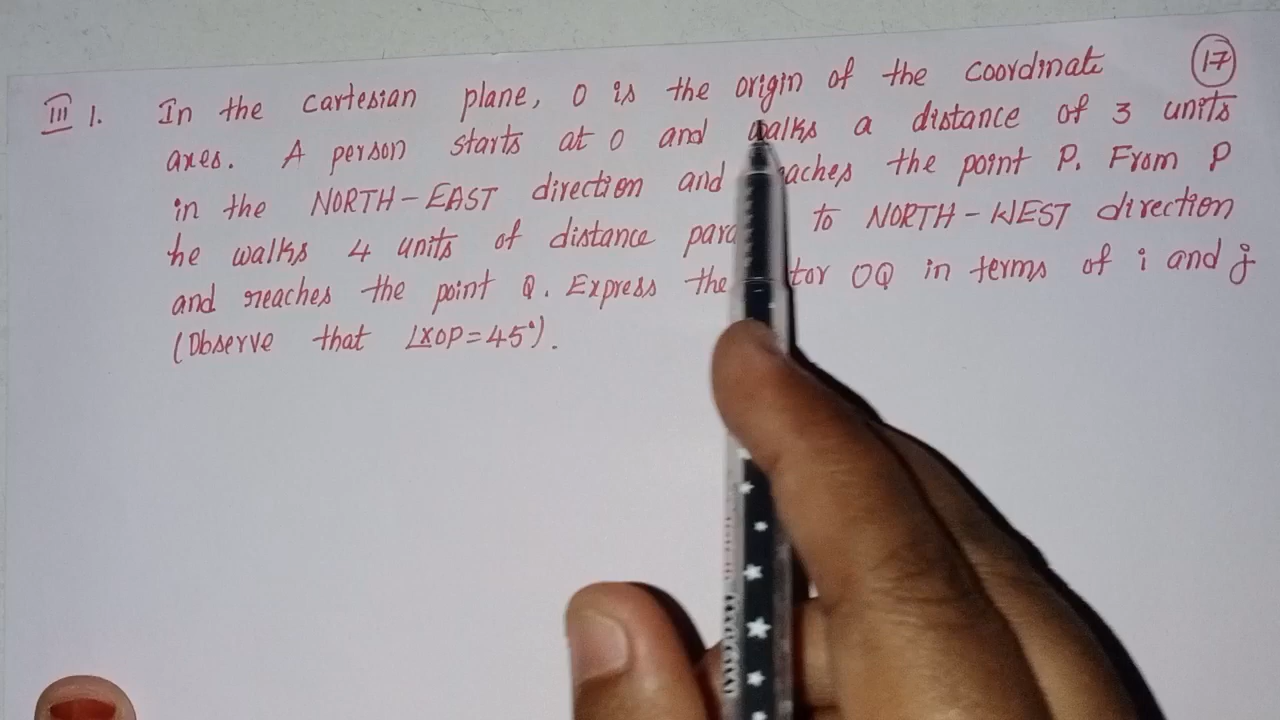 III 1. In the cartesian plane, O is the origin of the coordinate 17
axes. A person starts at O and walks a distance of 3 units
in the NORTH-EAST direction and the point P. From P
he walks 4 units of distance to NORTH-WEST direction
and reaches the point Q. Express the OQ in terms of i and j
(Observe that ∠XOP=45°).